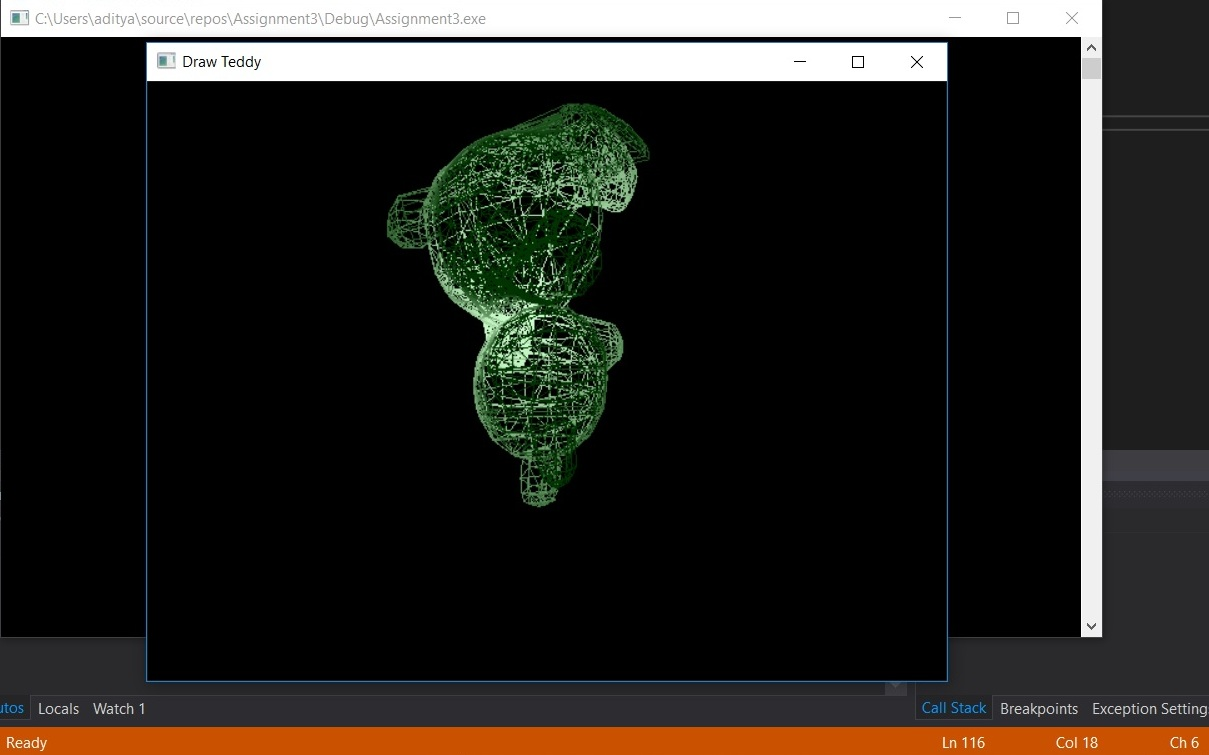 C:\Users\aditya\source\repos\Assignment3\Debug\Assignment3.exe
Draw Teddy
utos Locals Watch 1
Call Stack Breakpoints Exception Setting
Ready Ln 116 Col 18 Ch 6